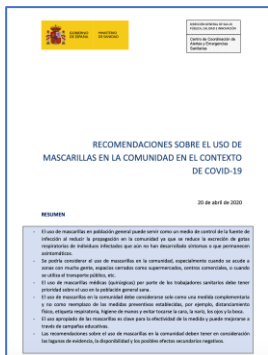 GOBIERNO
DE ESPAÑA
MINISTERIO
DE SANIDAD
DIRECCIÓN GENERAL DE SALUD
PÚBLICA, CALIDAD E INNOVACIÓN
Centro de Coordinación de
Alertas y Emergencias
Sanitarias
RECOMENDACIONES SOBRE EL USO DE
MASCARILLAS EN LA COMUNIDAD EN EL CONTEXTO
DE COVID-19
20 de abril de 2020
RESUMEN
- El uso de mascarillas en población general puede servir como un medio de control de la fuente de
infección al reducir la propagación en la comunidad ya que se reduce la excreción de gotas
respiratorias de individuos infectados que aún no han desarrollado síntomas o que permanecen
asintomáticos.
- Se podría considerar el uso de mascarillas en la comunidad, especialmente cuando se acude a
zonas con mucha gente, espacios cerrados como supermercados, centros comerciales, o cuando
se utiliza el transporte público, etc.
- El uso de mascarillas médicas (quirúrgicas) por parte de los trabajadores sanitarios debe tener
prioridad sobre el uso en la población general sana.
- El uso de mascarillas en la comunidad debe considerarse solo como una medida complementaria
y no como reemplazo de las medidas preventivas establecidas, por ejemplo, distanciamiento
físico, etiqueta respiratoria, higiene de manos y evitar tocarse la cara, la nariz, los ojos y la boca.
- El uso apropiado de las mascarillas es clave para la efectividad de la medida y puede mejorarse a
través de campañas educativas.
- Las recomendaciones sobre el uso de mascarillas en la comunidad deben tener en consideración
las lagunas de evidencia, la disponibilidad y los posibles efectos secundarios negativos.